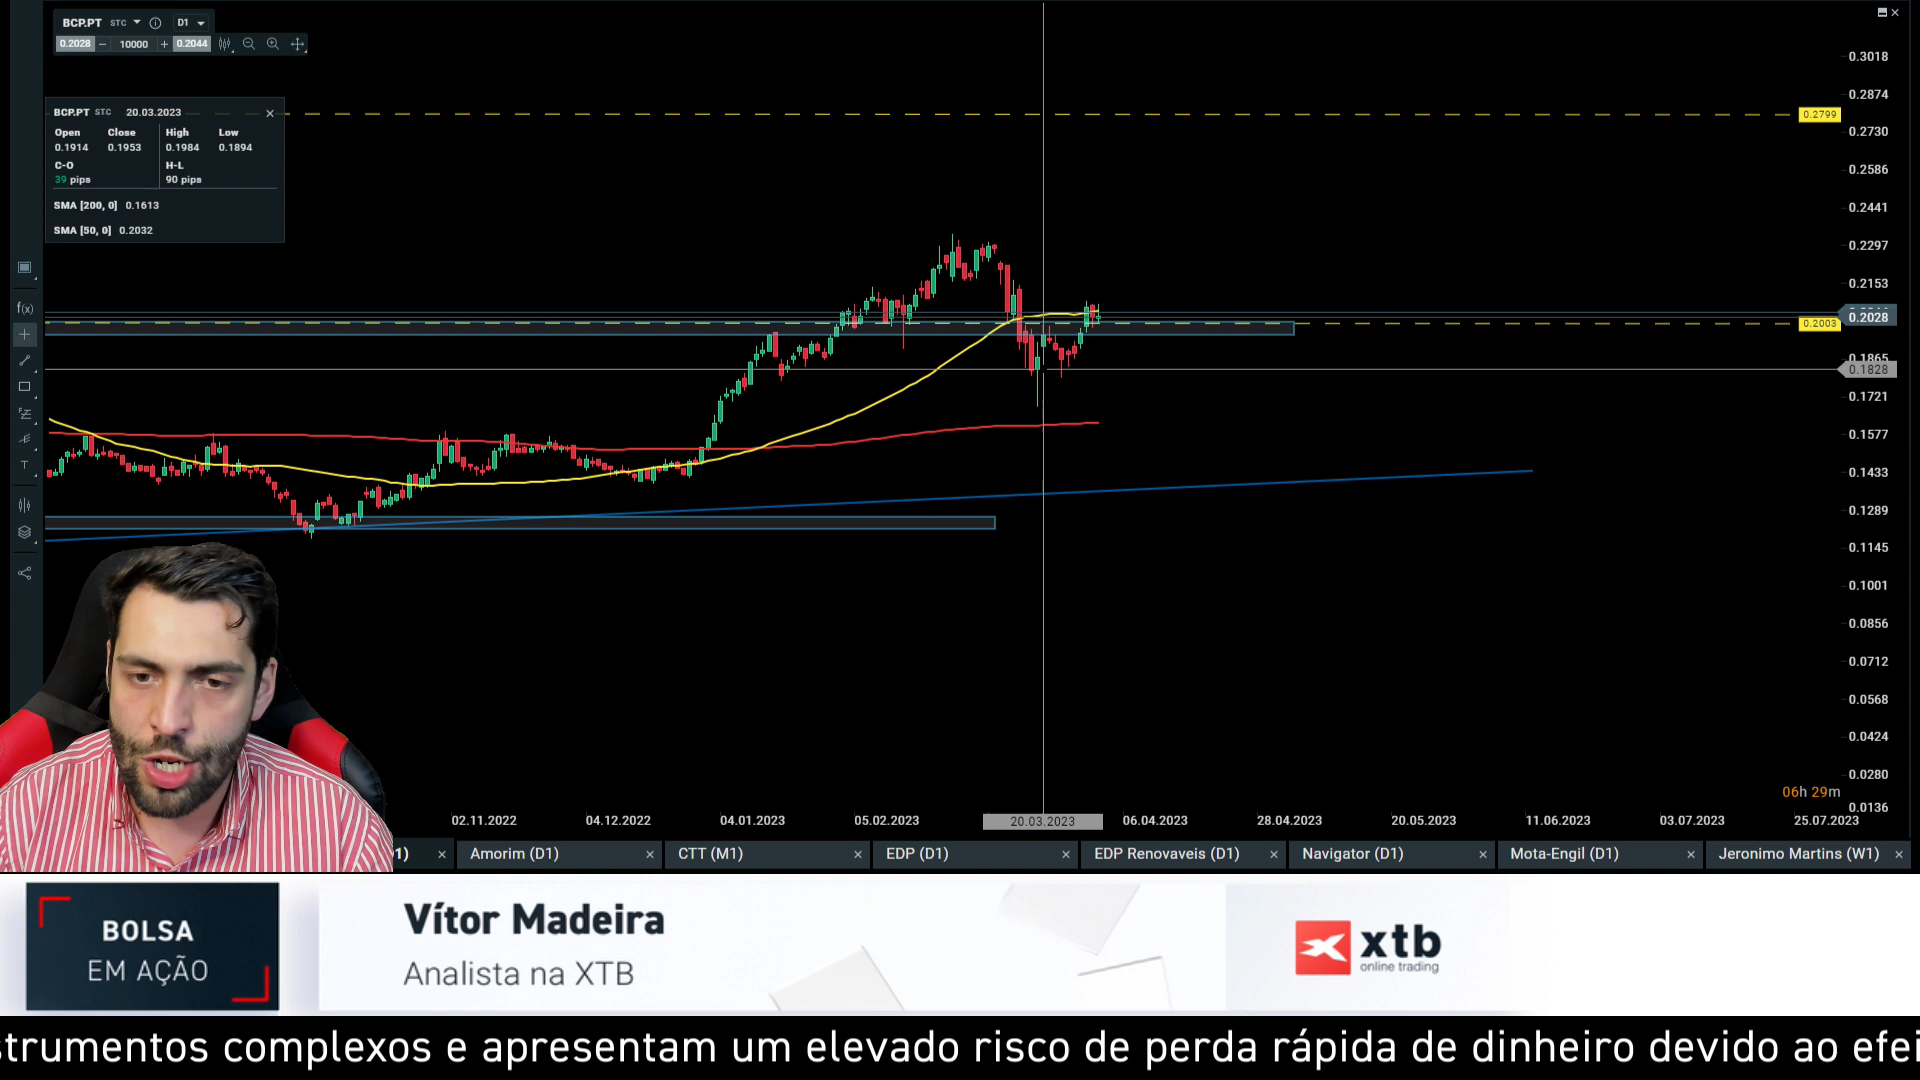 BCP.PT STC D1
0.2028 − 10000 + 0.2044
BCP.PT STC 20.03.2023
Open Close High Low
0.1914 0.1953 0.1984 0.1894
C-O H-L
39 pips 90 pips
SMA [200, 0] 0.1613
SMA [50, 0] 0.2032
f(x)
T
0.3018
0.2874
0.2799
0.2730
0.2586
0.2441
0.2297
0.2153
0.2028
0.2003
0.1865
0.1828
0.1721
0.1577
0.1433
0.1289
0.1145
0.1001
0.0856
0.0712
0.0568
0.0424
0.0280
06h 29m
0.0136
02.11.2022 04.12.2022 04.01.2023 05.02.2023 20.03.2023 06.04.2023 28.04.2023 20.05.2023 11.06.2023 03.07.2023 25.07.2023
1) Amorim (D1) CTT (M1) EDP (D1) EDP Renovaveis (D1) Navigator (D1) Mota-Engil (D1) Jeronimo Martins (W1)
BOLSA
EM AÇÃO
Vítor Madeira
Analista na XTB
xtb
online trading
strumentos complexos e apresentam um elevado risco de perda rápida de dinheiro devido ao efei